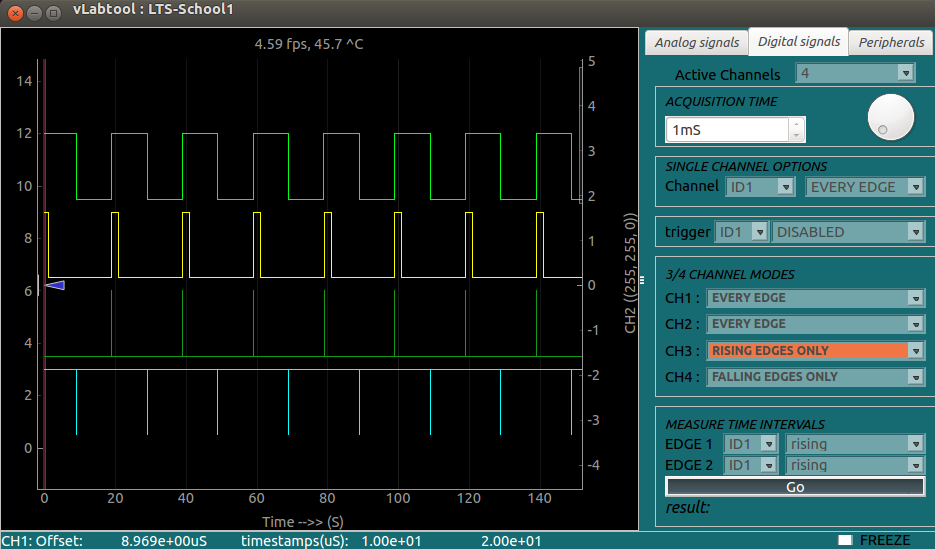 vLabtool : LTS-School1
4.59 fps, 45.7 ^C
14
12
10
8
6
4
2
0
5
4
3
2
1
0
-1
-2
-3
-4
CH2 ((255, 255, 0))
0 20 40 60 80 100 120 140
Time -->> (S)
Analog signals Digital signals Peripherals
Active Channels 4
ACQUISITION TIME
1mS
SINGLE CHANNEL OPTIONS
Channel ID1 EVERY EDGE
trigger ID1 DISABLED
3/4 CHANNEL MODES
CH1 : EVERY EDGE
CH2 : EVERY EDGE
CH3 : RISING EDGES ONLY
CH4 : FALLING EDGES ONLY
MEASURE TIME INTERVALS
EDGE 1 ID1 rising
EDGE 2 ID1 rising
Go
result:
CH1: Offset: 8.969e+00uS timestamps(uS): 1.00e+01 2.00e+01
FREEZE